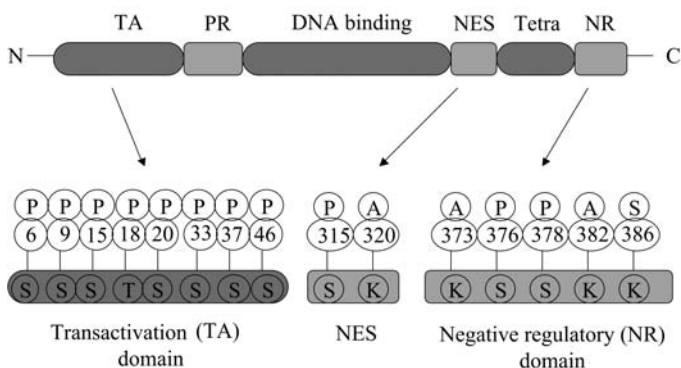 TA PR DNA binding NES Tetra NR
N C
P P P P P P P P P A A P P A S
6 9 15 18 20 33 37 46 315 320 373 376 378 382 386
S S S T S S S S S K K S S K K
Transactivation (TA) NES Negative regulatory (NR)
domain domain